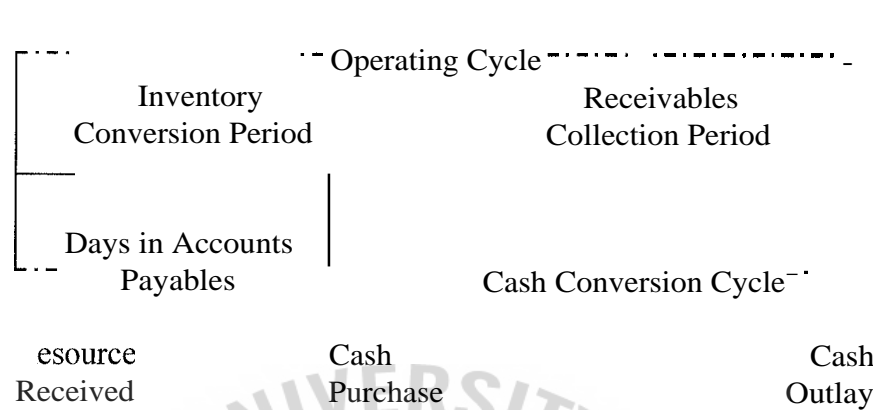 Operating Cycle
Inventory
Conversion Period
Receivables
Collection Period
Days in Accounts
Payables
Cash Conversion Cycle
esource
Received
Cash
Purchase
Cash
Outlay
UNIVERSIT